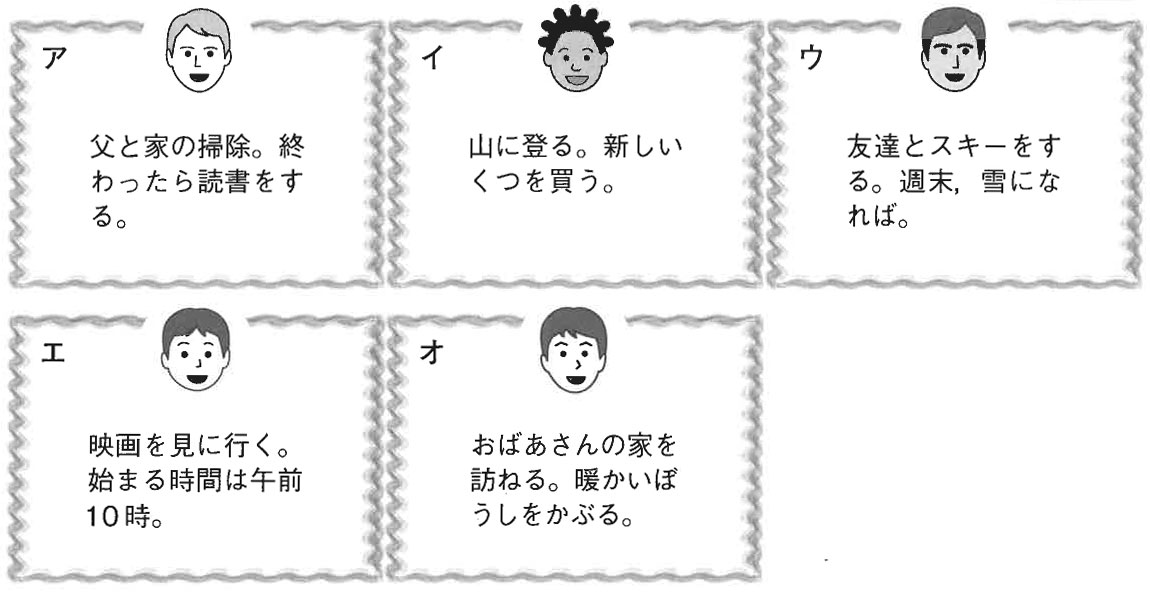 ア
父と家の掃除。終
わったら読書をす
る。
イ
山に登る。新しい
くつを買う。
ウ
友達とスキーをす
る。週末，雪にな
れば。
エ
映画を見に行く。
始まる時間は午前
10時。
オ
おばあさんの家を
訪ねる。暖かいぼ
うしをかぶる。